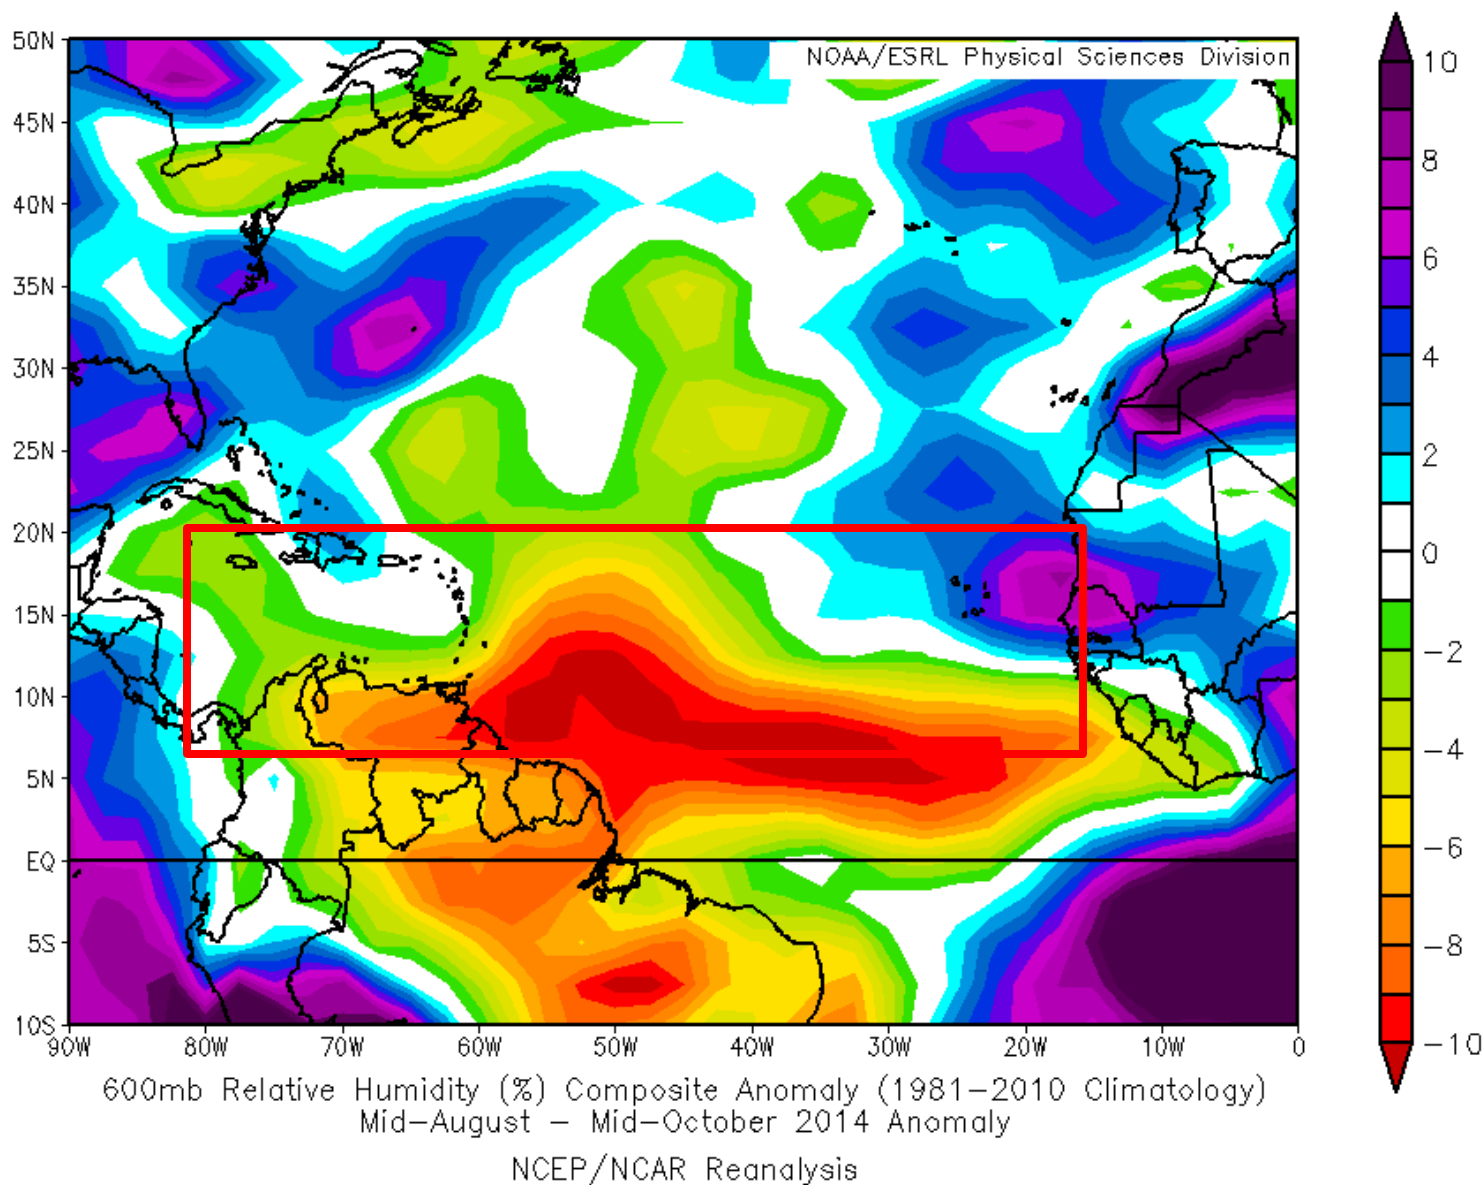 NOAA/ESRL Physical Sciences Division
50N
45N
40N
35N
30N
25N
20N
15N
10N
5N
EQ
5S
10S
90W 80W 70W 60W 50W 40W 30W 20W 10W 0
10
8
6
4
2
0
−2
−4
−6
−8
−10
600mb Relative Humidity (%) Composite Anomaly (1981−2010 Climatology)
Mid−August − Mid−October 2014 Anomaly
NCEP/NCAR Reanalysis